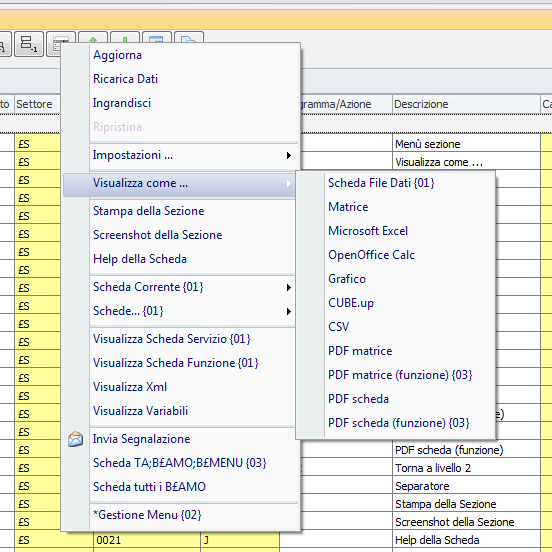 -1
Aggiorna
Ricarica Dati
Ingrandisci
Ripristina
Impostazioni ...
Visualizza come ...
Stampa della Sezione
Screenshot della Sezione
Help della Scheda
Scheda Corrente {01}
Schede... {01}
Visualizza Scheda Servizio {01}
Visualizza Scheda Funzione {01}
Visualizza Xml
Visualizza Variabili
Invia Segnalazione
Scheda TA;B£AMO;B£MENU {03}
Scheda tutti i B£AMO
*Gestione Menu {02}
Scheda File Dati {01}
Matrice
Microsoft Excel
OpenOffice Calc
Grafico
CUBE.up
CSV
PDF matrice
PDF matrice (funzione) {03}
PDF scheda
PDF scheda (funzione) {03}
to Settore gramma/Azione Descrizione Ca
£S Menù sezione
£S Visualizza come ...
£S
£S
£S
£S
£S
£S
£S
£S
£S
£S
£S
£S
£S
£S
£S e)
£S
£S PDF scheda (funzione)
£S Torna a livello 2
£S Separatore
£S Stampa della Sezione
£S Screenshot della Sezione
£S 0021 J Help della Scheda